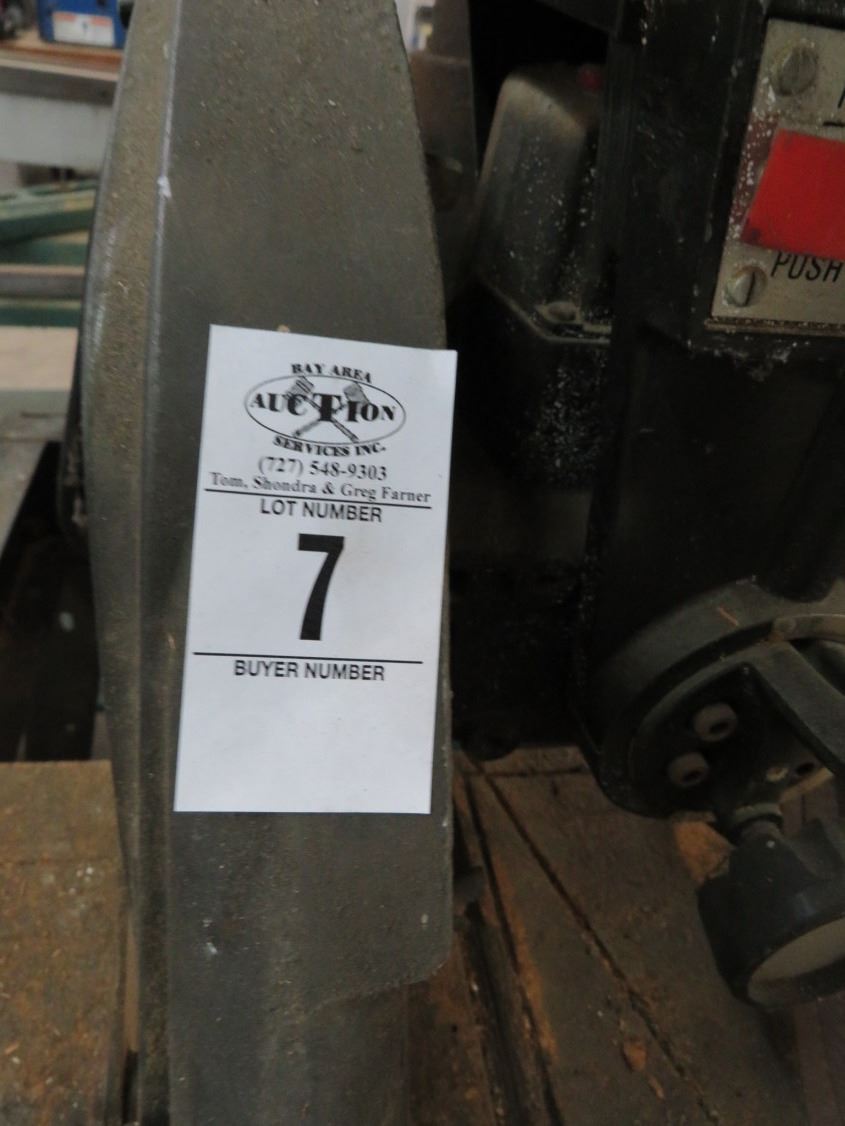 BAY AREA
AUCTION
SERVICES INC.
(727) 548-9303
Tom, Shondra & Greg Farner
LOT NUMBER
7
BUYER NUMBER
PUSH